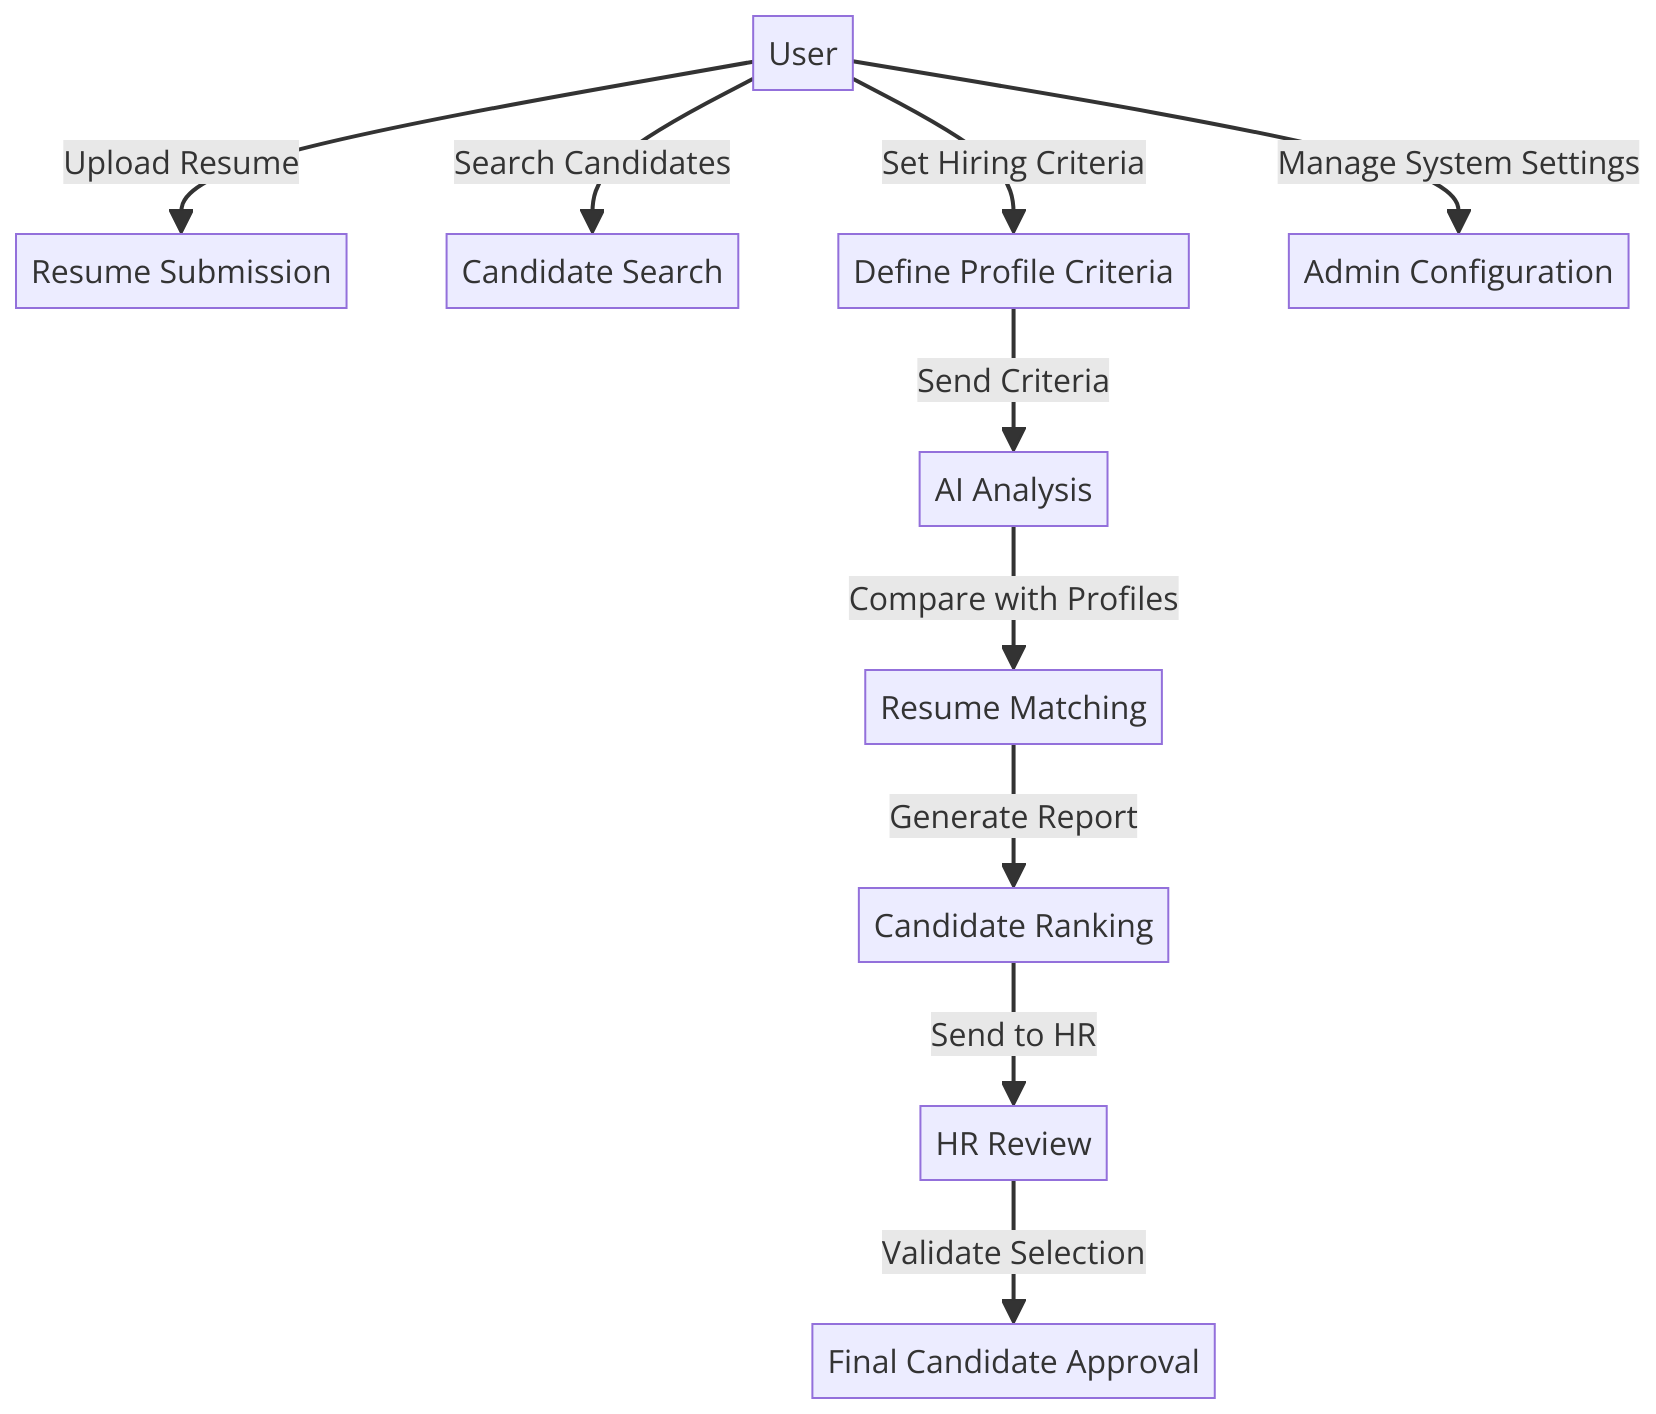 User
Upload Resume
Search Candidates
Set Hiring Criteria
Manage System Settings
Resume Submission
Candidate Search
Define Profile Criteria
Admin Configuration
Send Criteria
AI Analysis
Compare with Profiles
Resume Matching
Generate Report
Candidate Ranking
Send to HR
HR Review
Validate Selection
Final Candidate Approval